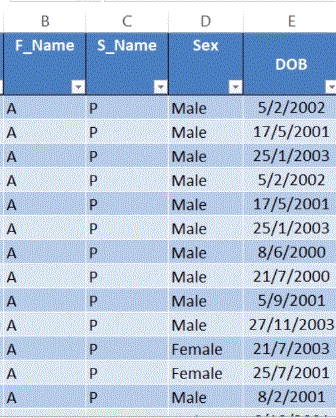 B C D E
F_Name S_Name Sex DOB
A P Male 5/2/2002
A P Male 17/5/2001
A P Male 25/1/2003
A P Male 5/2/2002
A P Male 17/5/2001
A P Male 25/1/2003
A P Male 8/6/2000
A P Male 21/7/2000
A P Male 5/9/2001
A P Male 27/11/2003
A P Female 21/7/2003
A P Female 25/7/2001
A P Male 8/2/2001